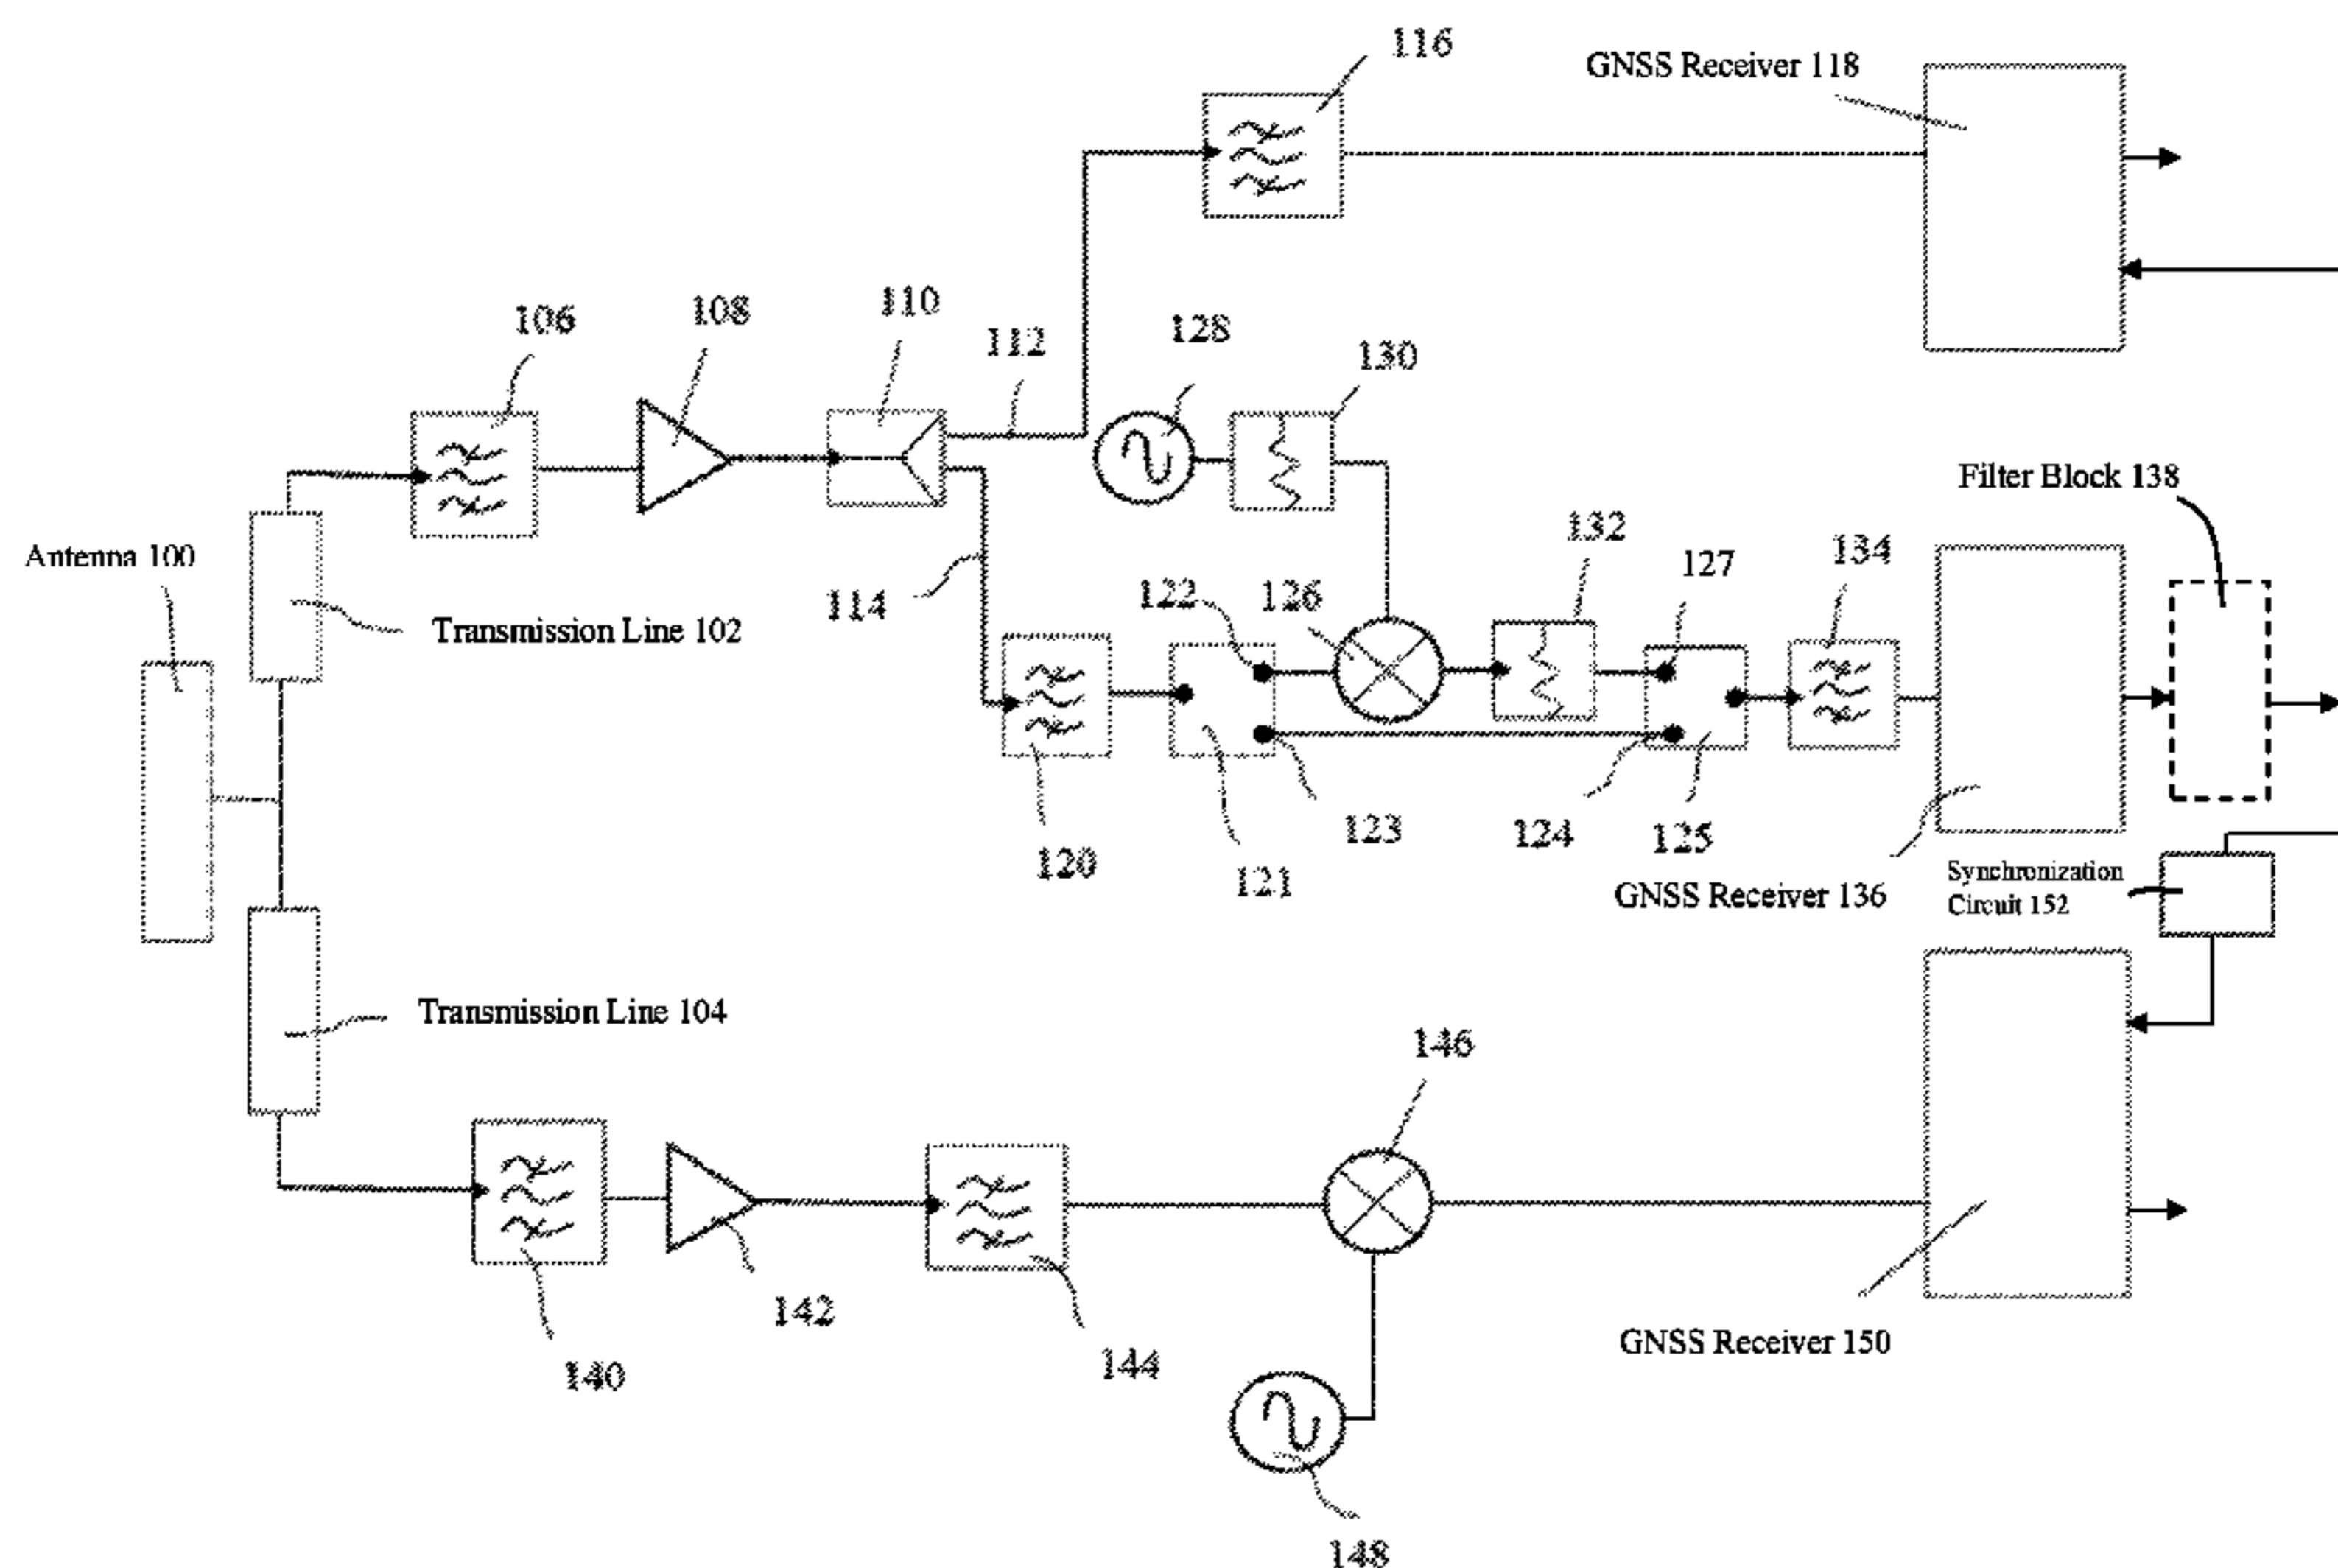 116
GNSS Receiver 118
110
108
106
112
128
130
Filter Block 138
132
Antenna 100
134
127
122
126
114
Transmission Line 102
123
124
125
120
121
GNSS Receiver 136
Synchronization
Circuit 152
Transmission Line 104
146
142
144
GNSS Receiver 150
140
148